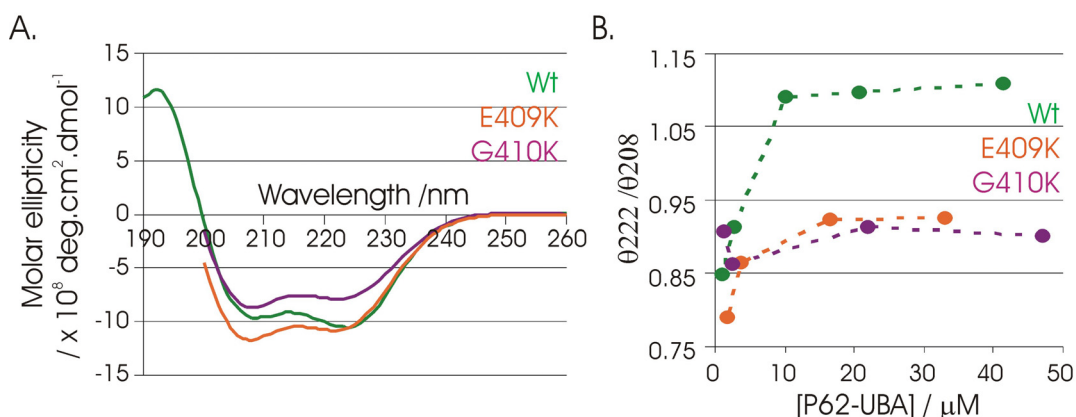 A.
Molar ellipticity
/ x 10⁸ deg.cm².dmol⁻¹
15
10
5
0
-5
-10
-15
Wt
E409K
G410K
Wavelength /nm
190 200 210 220 230 240 250 260
B.
θ222 /θ208
1.15
1.05
0.95
0.85
0.75
Wt
E409K
G410K
0 10 20 30 40 50
[P62-UBA] / μM